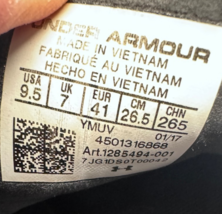 UNDER ARMOUR
MADE IN VIETNAM
FABRIQUÉ AU VIETNAM
HECHO EN VIETNAM
USA UK EUR CM CHN
9.5 7 41 26.5 265
YMUV 01/17
4501316868
Art.1285494-001